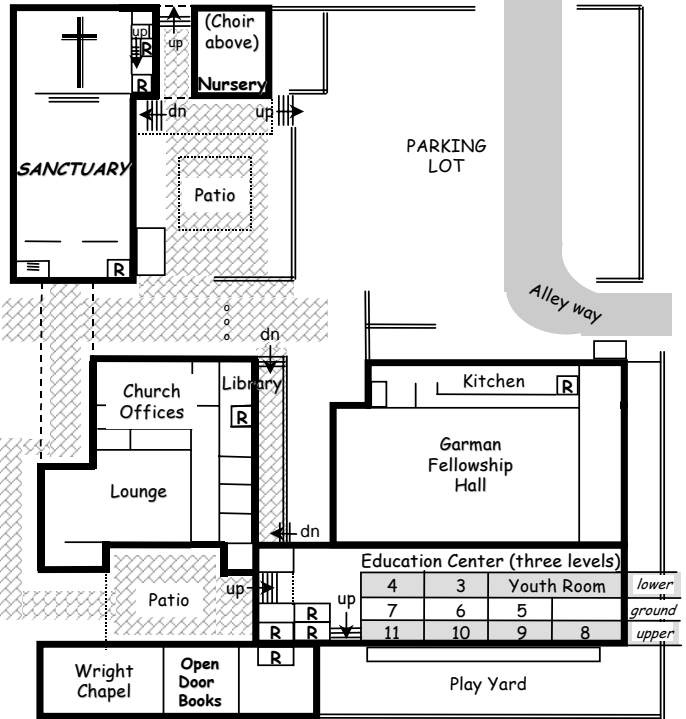 (Choir
above)
Nursery
up
R
up
R
dn
up
SANCTUARY
Patio
PARKING
LOT
R
Alley way
dn
Library
Church
Offices
R
Kitchen
R
Garman
Fellowship
Hall
Lounge
dn
Education Center (three levels)
up
Patio
up
4 3 Youth Room lower
7 6 5 ground
11 10 9 8 upper
R
R R
R
Wright
Chapel
Open
Door
Books
Play Yard